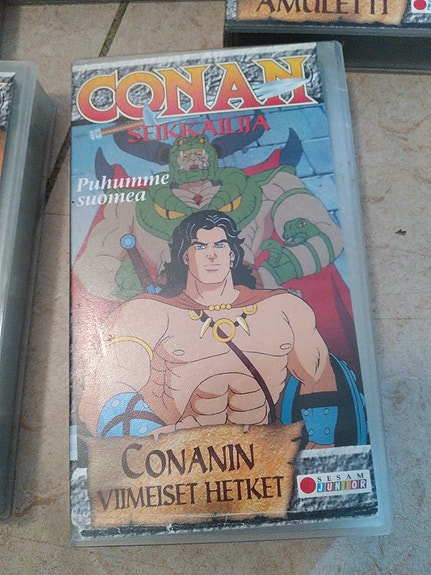 AMULETTI
CONAN
SEIKKAILIJA
Puhumme
suomea
CONANIN
VIIMEISET HETKET
SESAM
JUNIOR